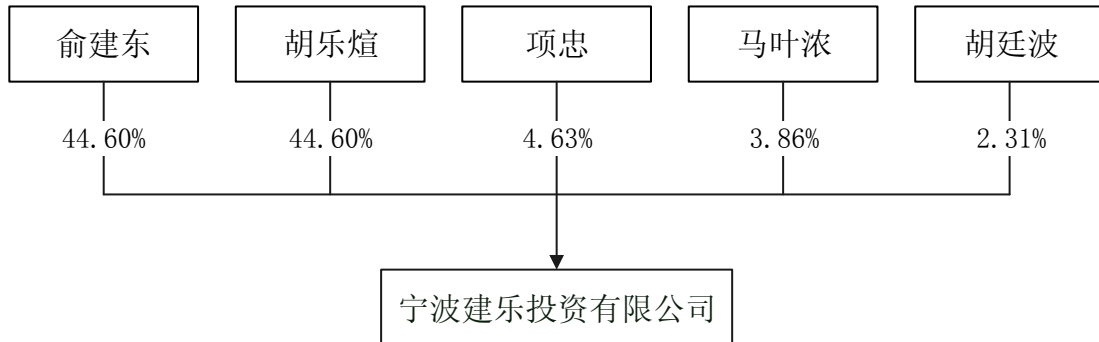 俞建东
胡乐煊
项忠
马叶浓
胡廷波
44.60%
44.60%
4.63%
3.86%
2.31%
宁波建乐投资有限公司